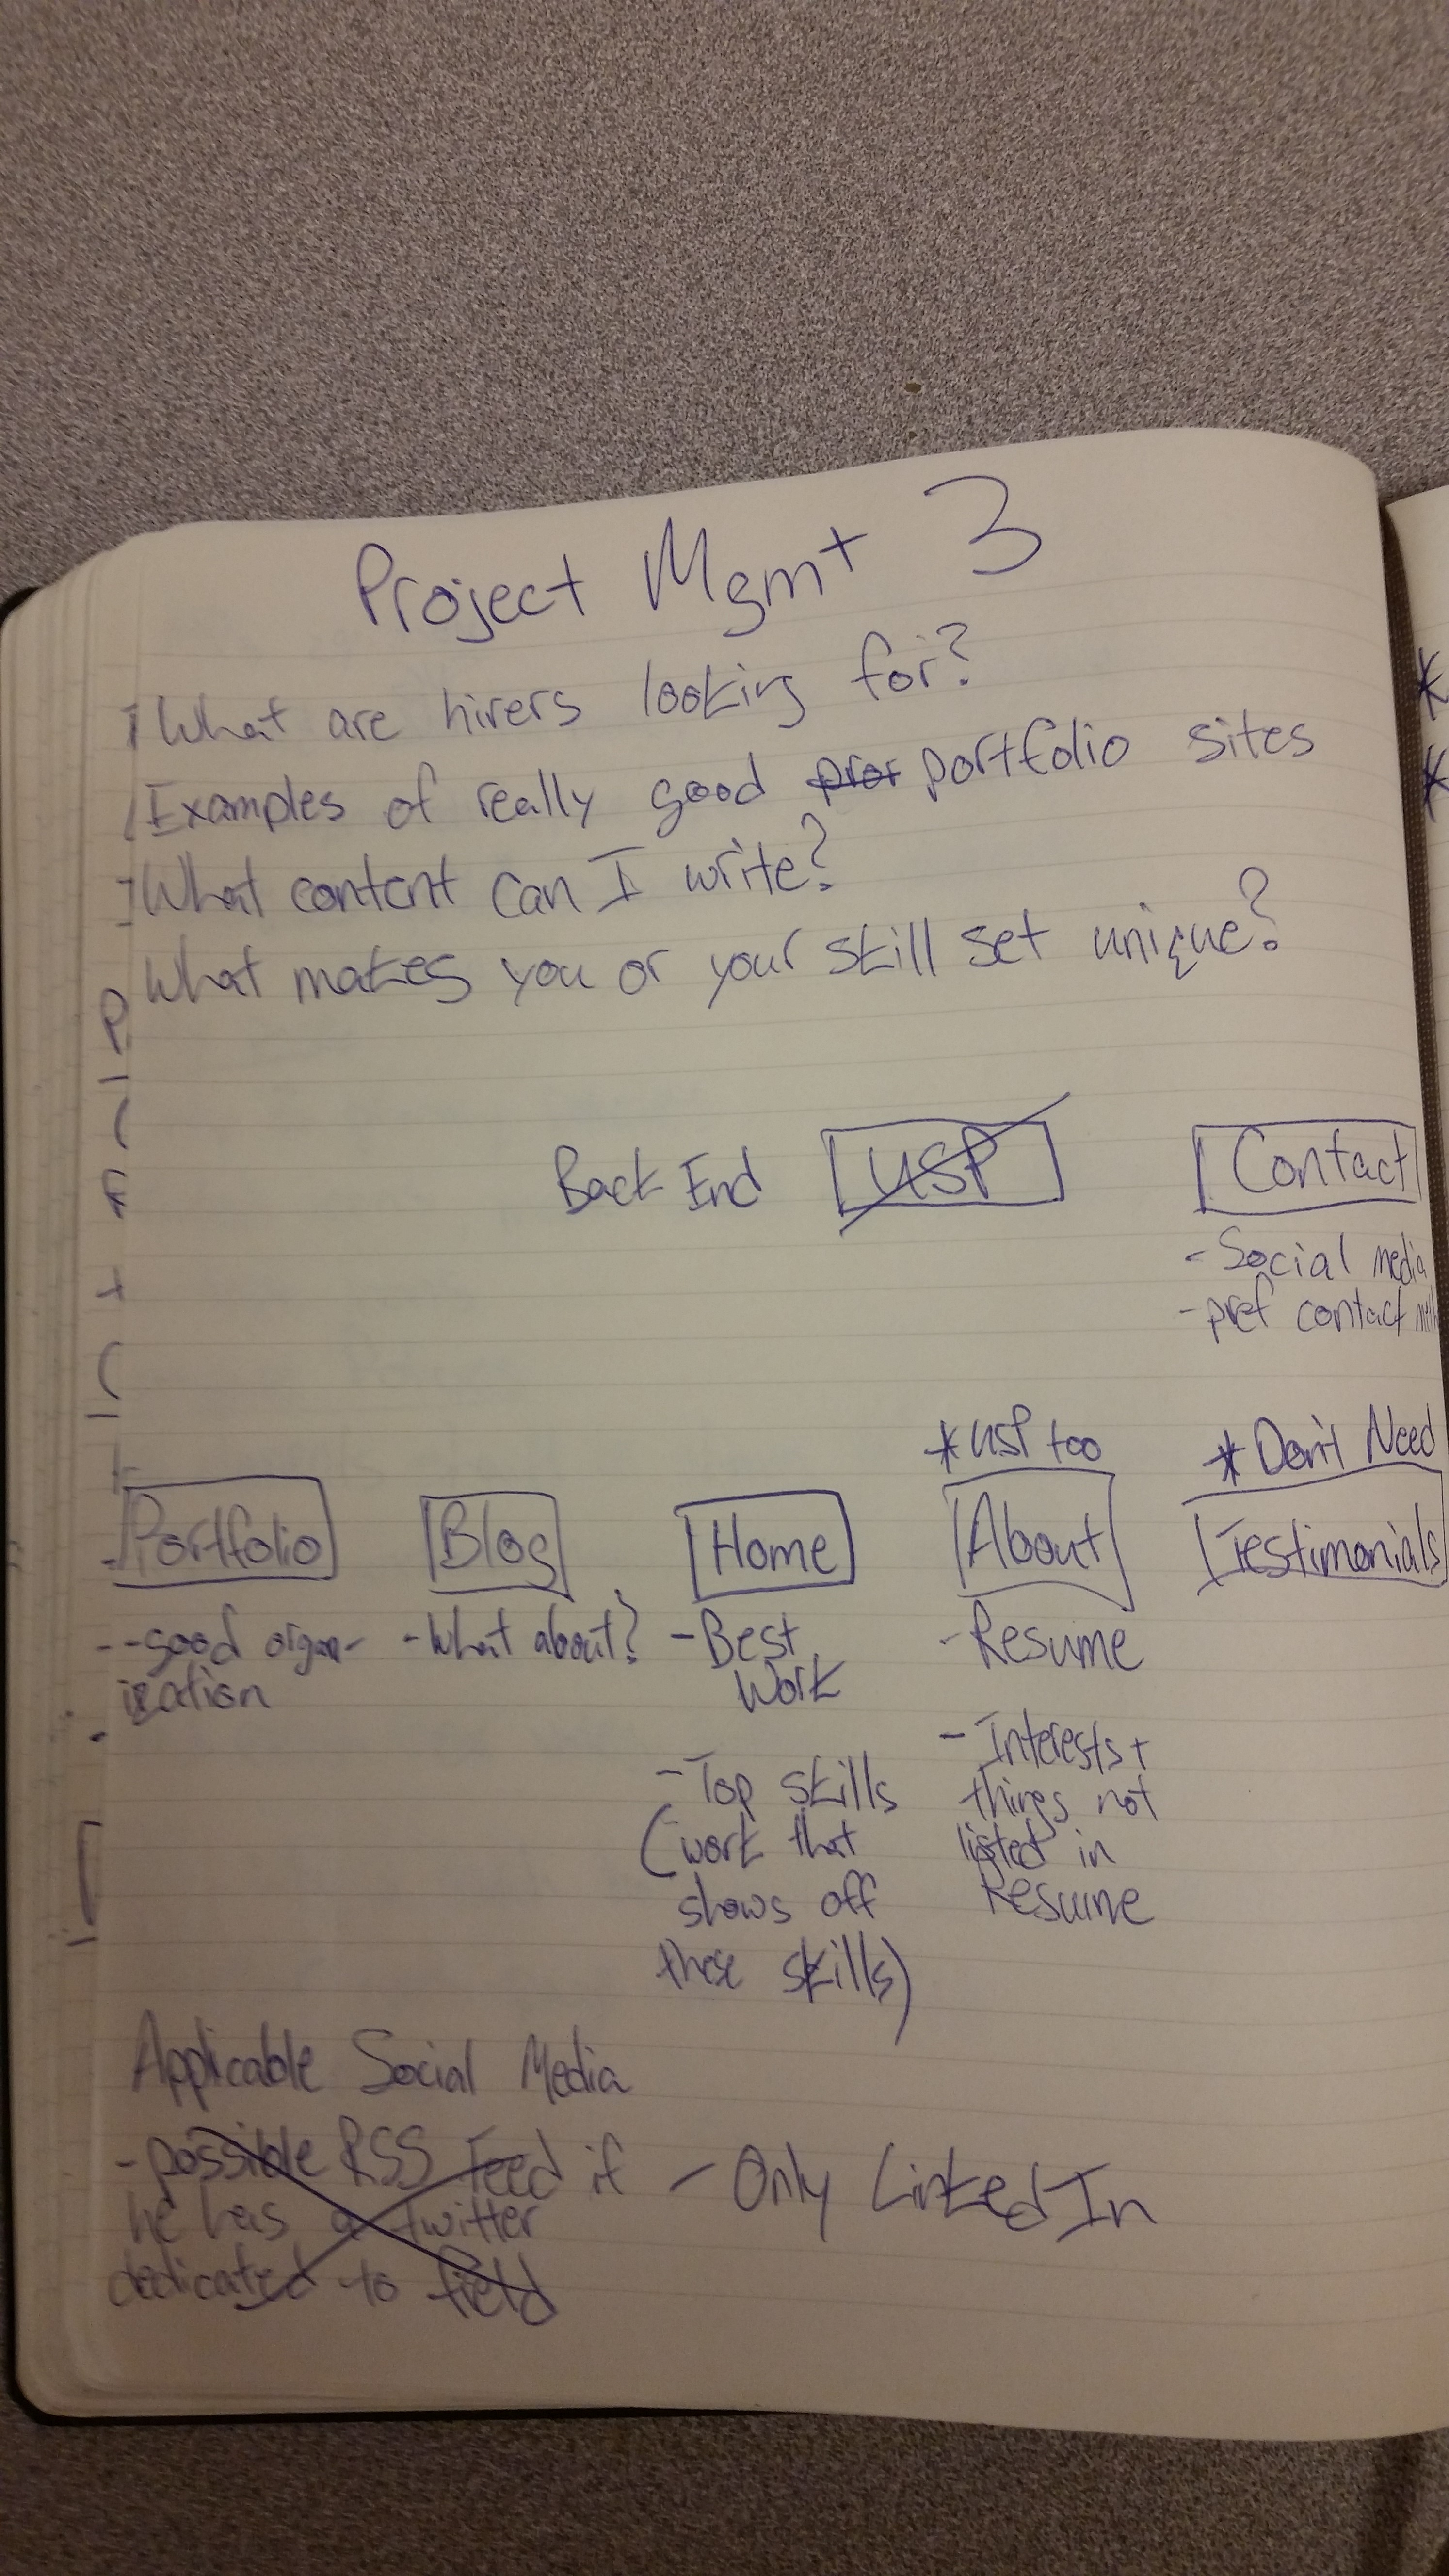 Project Mgmt 3
What are hirers looking for?
Examples of really good pror portfolio sites
What content can I write?
What makes you or your skill set unique?
Back End
USP
Contact
- Social media
- pref contact
* USP too
* Don't Need
Portfolio
Blog
Home
About
Testimonials
- good organ-
ization
- What about?
- Best
Work
- Resume
- Top skills
(work that
shows off
these skills)
- Interests +
things not
listed in
Resume
Applicable Social Media
- possible RSS Feed if
he has a twitter
dedicated to field
- Only LinkedIn